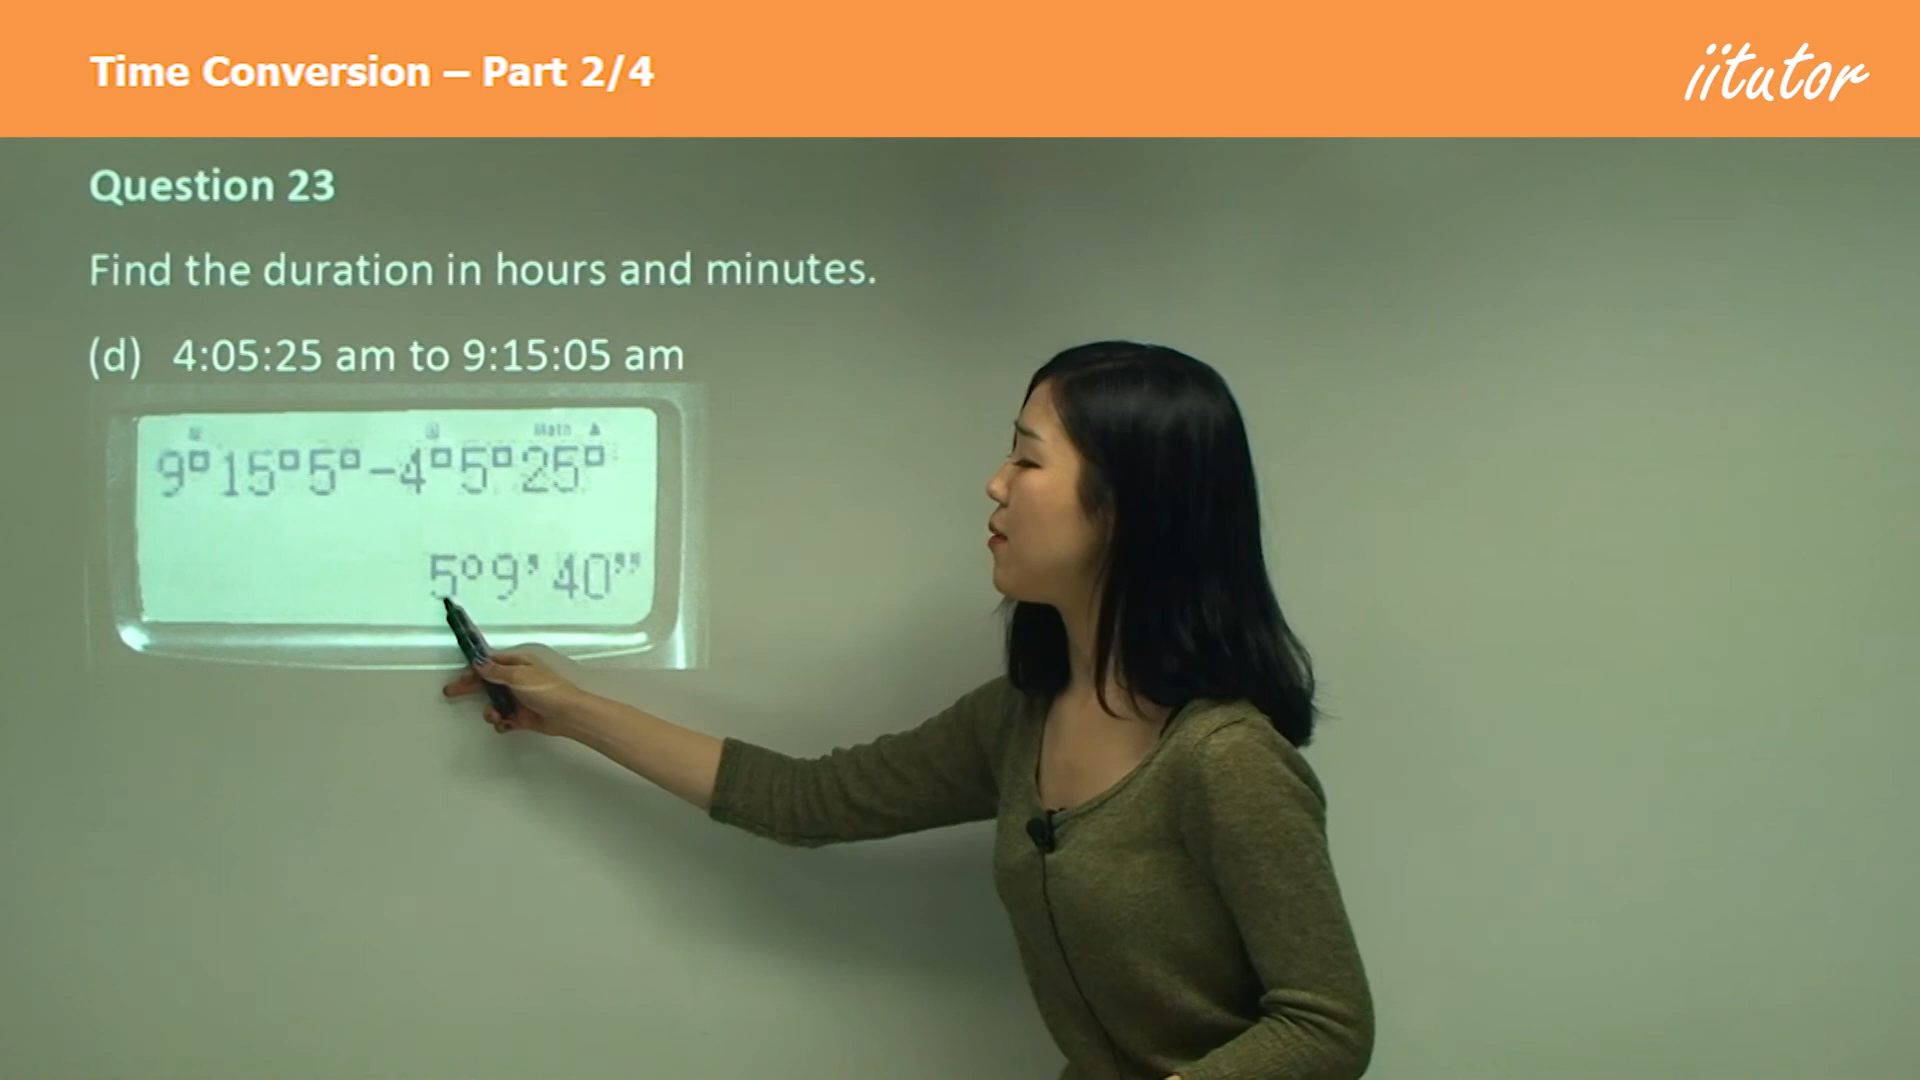 Time Conversion – Part 2/4
iitutor
Question 23
Find the duration in hours and minutes.
(d) 4:05:25 am to 9:15:05 am
Math ▲
9°15°5°−4°5°25°
5°9’40”